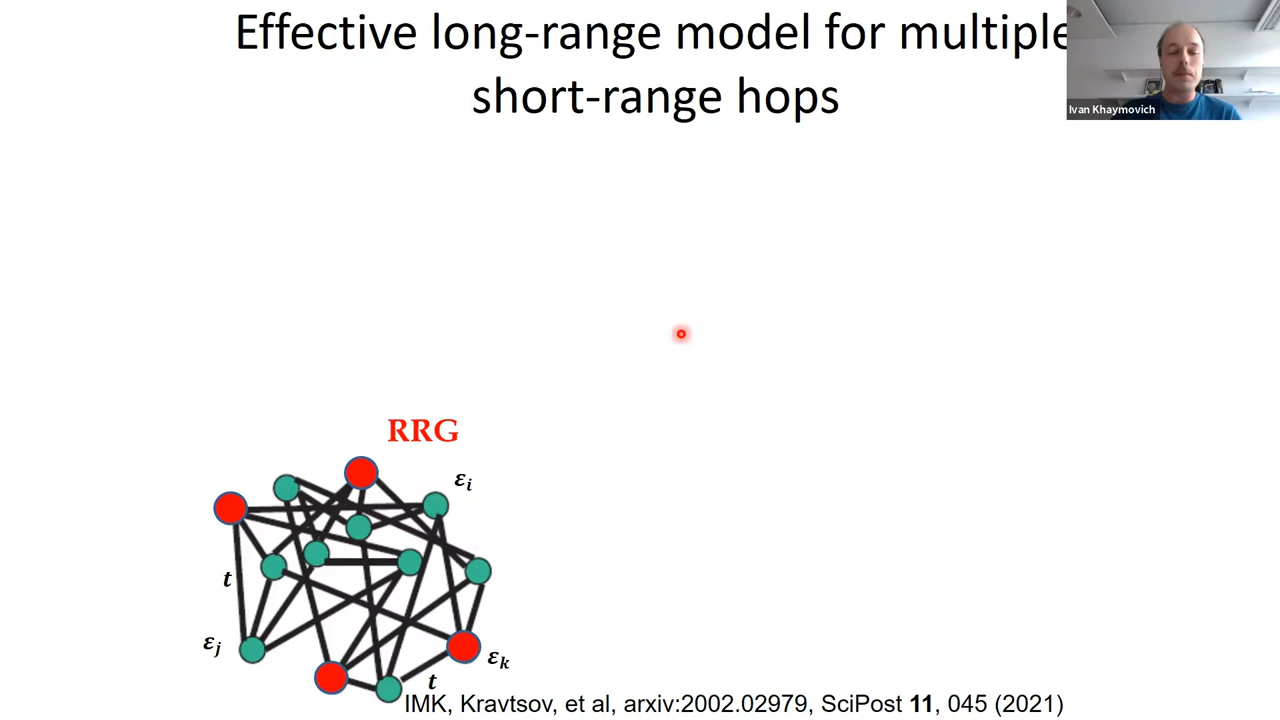 Effective long-range model for multiple
short-range hops
Ivan Khaymovich
RRG
εi
t
εj
εk
t
IMK, Kravtsov, et al, arxiv:2002.02979, SciPost 11, 045 (2021)